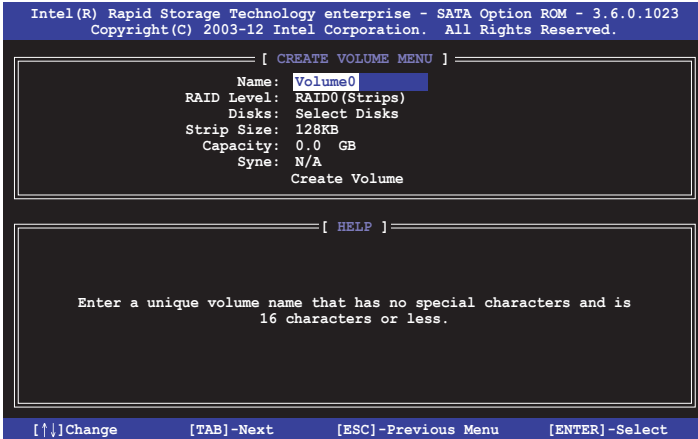 Intel(R) Rapid Storage Technology enterprise - SATA Option ROM - 3.6.0.1023
Copyright(C) 2003-12 Intel Corporation. All Rights Reserved.
[ CREATE VOLUME MENU ]
Name: Volume0
RAID Level: RAID0(Strips)
Disks: Select Disks
Strip Size: 128KB
Capacity: 0.0 GB
Syne: N/A
Create Volume
[ HELP ]
Enter a unique volume name that has no special characters and is
16 characters or less.
[↑↓]Change [TAB]-Next [ESC]-Previous Menu [ENTER]-Select